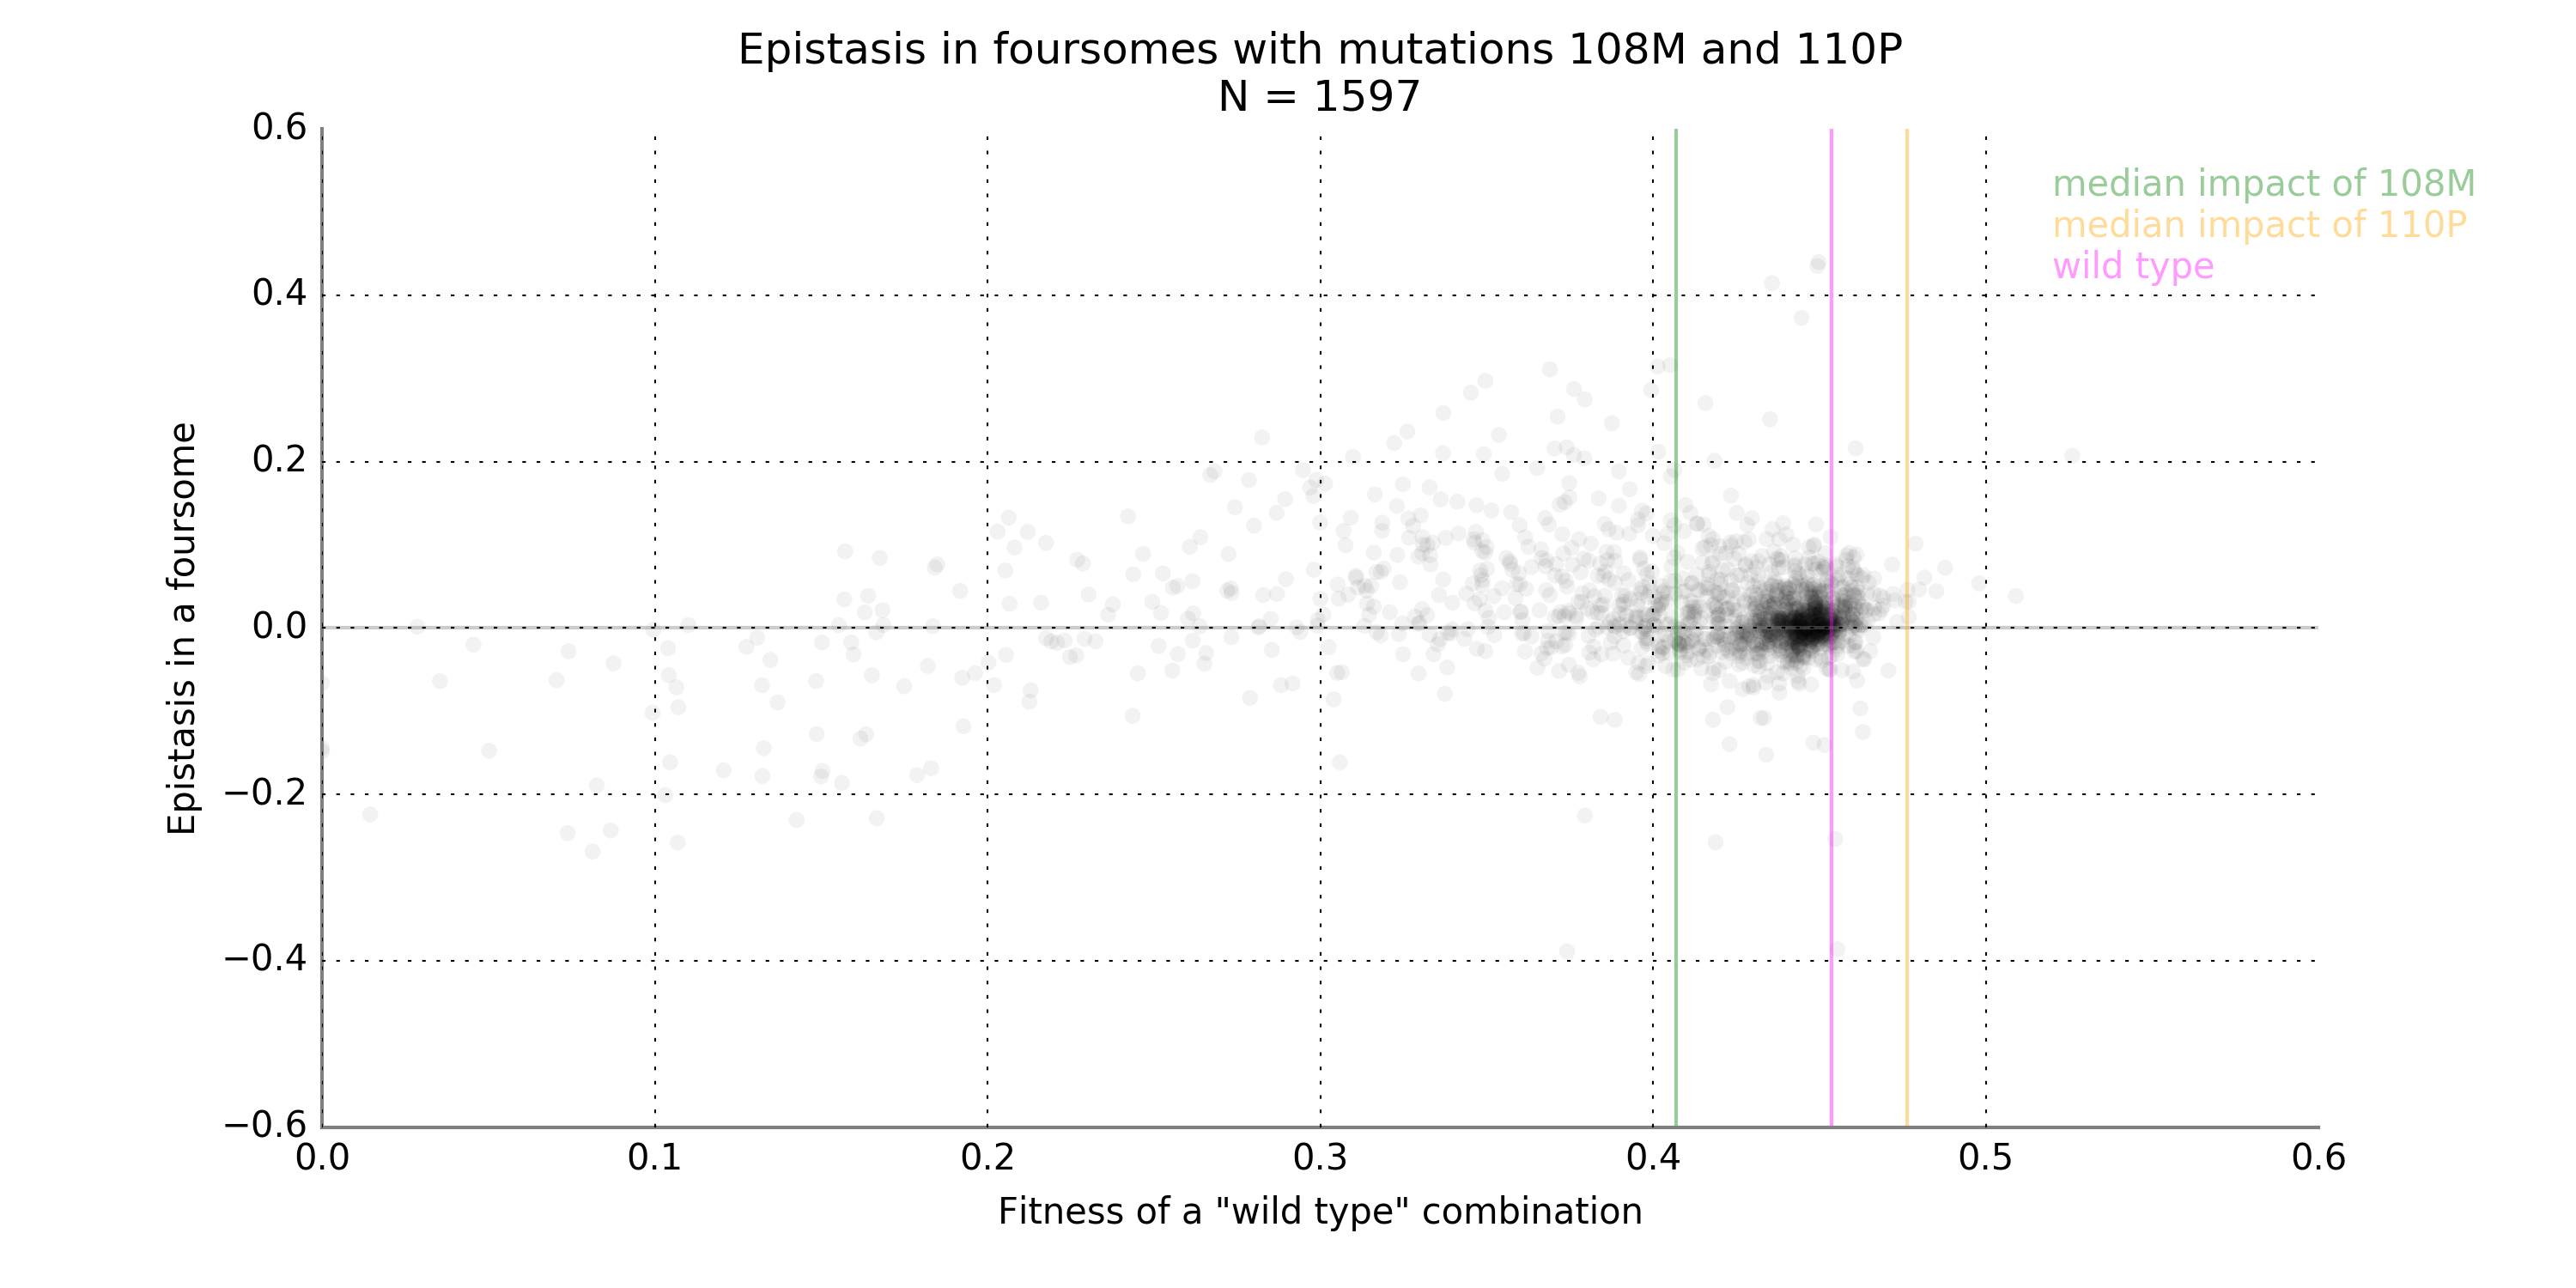 Epistasis in foursomes with mutations 108M and 110P
N = 1597
0.6
0.4
0.2
0.0
−0.2
−0.4
−0.6
Epistasis in a foursome
median impact of 108M
median impact of 110P
wild type
0.0 0.1 0.2 0.3 0.4 0.5 0.6
Fitness of a "wild type" combination